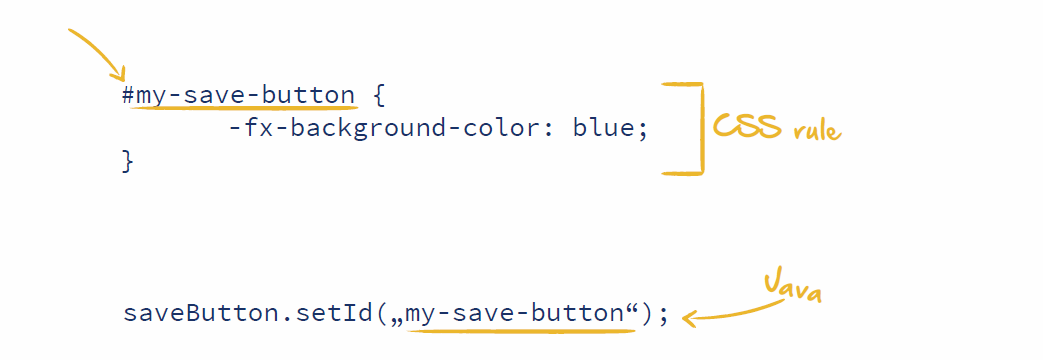 #my-save-button {
-fx-background-color: blue;
}
CSS rule
saveButton.setId(„my-save-button“);
Java